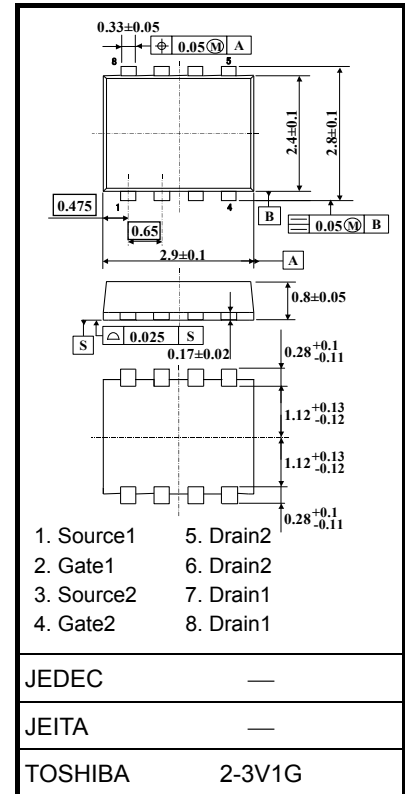 0.33±0.05
⌖ 0.05Ⓜ A
8 5
2.4±0.1
2.8±0.1
0.475
1 4
B
0.65
⌯ 0.05Ⓜ B
2.9±0.1
A
0.8±0.05
S
⌓ 0.025 S
0.17±0.02
0.28 +0.1 -0.11
1.12 +0.13 -0.12
1.12 +0.13 -0.12
0.28 +0.1 -0.11
1. Source1 5. Drain2
2. Gate1 6. Drain2
3. Source2 7. Drain1
4. Gate2 8. Drain1
JEDEC ―
JEITA ―
TOSHIBA 2-3V1G